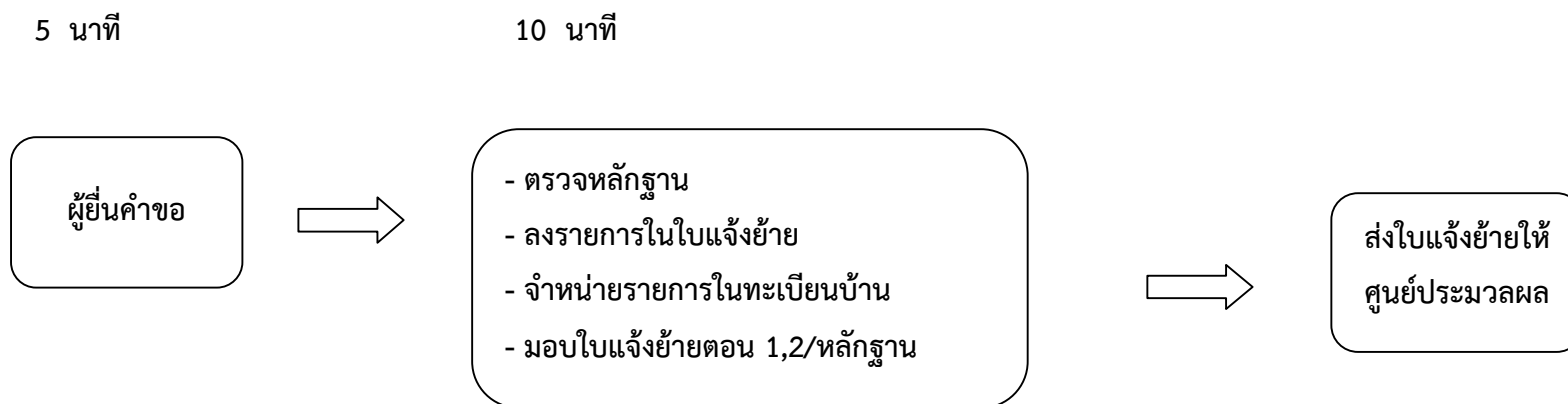 5 นาที
10 นาที
ผู้ยื่นคำขอ
- ตรวจหลักฐาน
- ลงรายการในใบแจ้งย้าย
- จำหน่ายรายการในทะเบียนบ้าน
- มอบใบแจ้งย้ายตอน 1,2/หลักฐาน
ส่งใบแจ้งย้ายให้
ศูนย์ประมวลผล